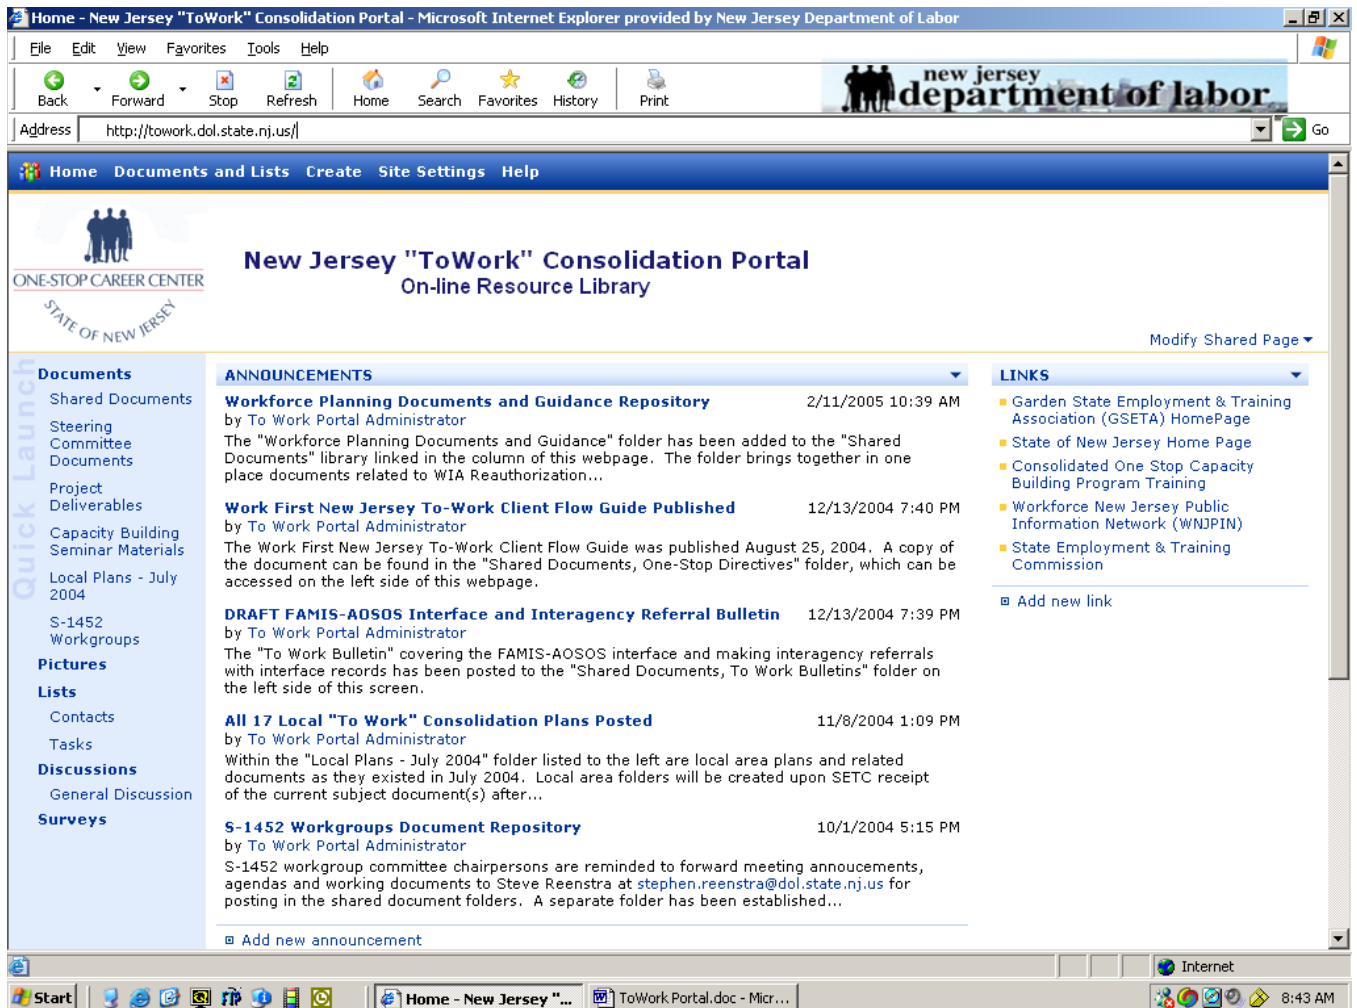 Home - New Jersey "ToWork" Consolidation Portal - Microsoft Internet Explorer provided by New Jersey Department of Labor
File Edit View Favorites Tools Help
Back Forward Stop Refresh Home Search Favorites History Print
new jersey
department of labor
Address http://towork.dol.state.nj.us/ Go
Home Documents and Lists Create Site Settings Help
ONE-STOP CAREER CENTER
STATE OF NEW JERSEY
New Jersey "ToWork" Consolidation Portal
On-line Resource Library
Modify Shared Page
Quick Launch
Documents
Shared Documents
Steering
Committee
Documents
Project
Deliverables
Capacity Building
Seminar Materials
Local Plans - July
2004
S-1452
Workgroups
Pictures
Lists
Contacts
Tasks
Discussions
General Discussion
Surveys
ANNOUNCEMENTS
Workforce Planning Documents and Guidance Repository 2/11/2005 10:39 AM
by To Work Portal Administrator
The "Workforce Planning Documents and Guidance" folder has been added to the "Shared
Documents" library linked in the column of this webpage. The folder brings together in one
place documents related to WIA Reauthorization...
Work First New Jersey To-Work Client Flow Guide Published 12/13/2004 7:40 PM
by To Work Portal Administrator
The Work First New Jersey To-Work Client Flow Guide was published August 25, 2004. A copy of
the document can be found in the "Shared Documents, One-Stop Directives" folder, which can be
accessed on the left side of this webpage.
DRAFT FAMIS-AOSOS Interface and Interagency Referral Bulletin 12/13/2004 7:39 PM
by To Work Portal Administrator
The "To Work Bulletin" covering the FAMIS-AOSOS interface and making interagency referrals
with interface records has been posted to the "Shared Documents, To Work Bulletins" folder on
the left side of this screen.
All 17 Local "To Work" Consolidation Plans Posted 11/8/2004 1:09 PM
by To Work Portal Administrator
Within the "Local Plans - July 2004" folder listed to the left are local area plans and related
documents as they existed in July 2004. Local area folders will be created upon SETC receipt
of the current subject document(s) after...
S-1452 Workgroups Document Repository 10/1/2004 5:15 PM
by To Work Portal Administrator
S-1452 workgroup committee chairpersons are reminded to forward meeting annoucements,
agendas and working documents to Steve Reenstra at stephen.reenstra@dol.state.nj.us for
posting in the shared document folders. A separate folder has been established...
Add new announcement
LINKS
Garden State Employment & Training
Association (GSETA) HomePage
State of New Jersey Home Page
Consolidated One Stop Capacity
Building Program Training
Workforce New Jersey Public
Information Network (WNJPIN)
State Employment & Training
Commission
Add new link
Internet
Start Home - New Jersey "... ToWork Portal.doc - Micr... 8:43 AM